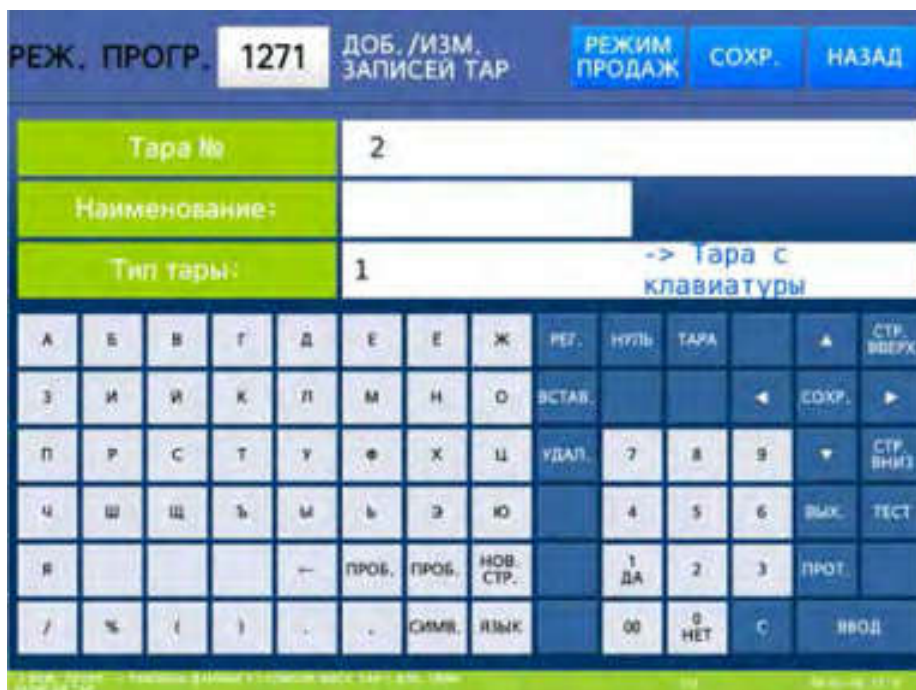 РЕЖ. ПРОГР. 1271 ДОБ./ИЗМ. ЗАПИСЕЙ ТАР РЕЖИМ ПРОДАЖ СОХР. НАЗАД
Тара № 2
Наименование:
Тип тары: 1 -> Тара с клавиатуры
А Б В Г Д Е Ё Ж РЕГ. НУЛЬ ТАРА ▲ СТР. ВВЕРХ
З И Й К Л М Н О ВСТАВ. ◄ СОХР. ►
П Р С Т У Ф Х Ц УДАЛ. 7 8 9 ▼ СТР. ВНИЗ
Ч Ш Щ Ъ Ы Ь Э Ю 4 5 6 ВЫХ. ТЕСТ
Я ← ПРОБ. ПРОБ. НОВ. СТР. 1 ДА 2 3 ПРОТ.
/ % ( ) СИМВ. ЯЗЫК 00 0 НЕТ C ВВОД